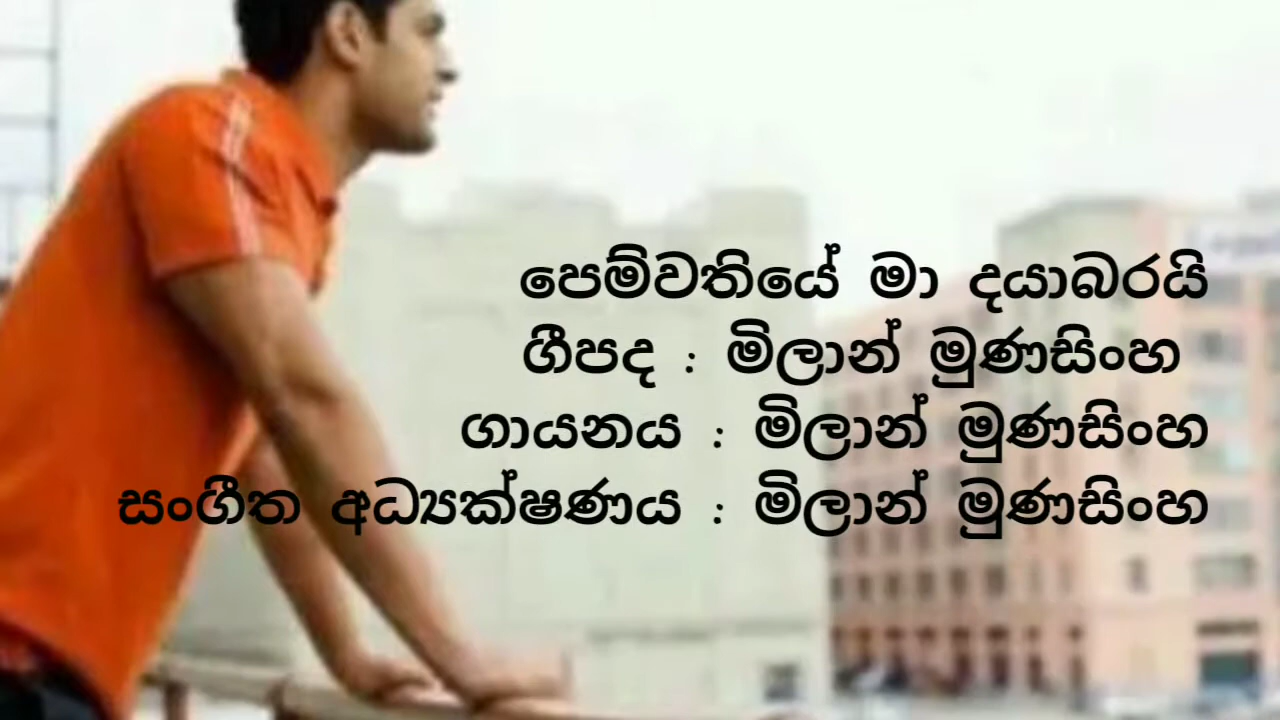 පෙම්වතියේ මා දයාබරයි
ගීපද : මිලාන් මුණසිංහ
ගායනය : මිලාන් මුණසිංහ
සංගීත අධ්‍යක්ෂණය : මිලාන් මුණසිංහ